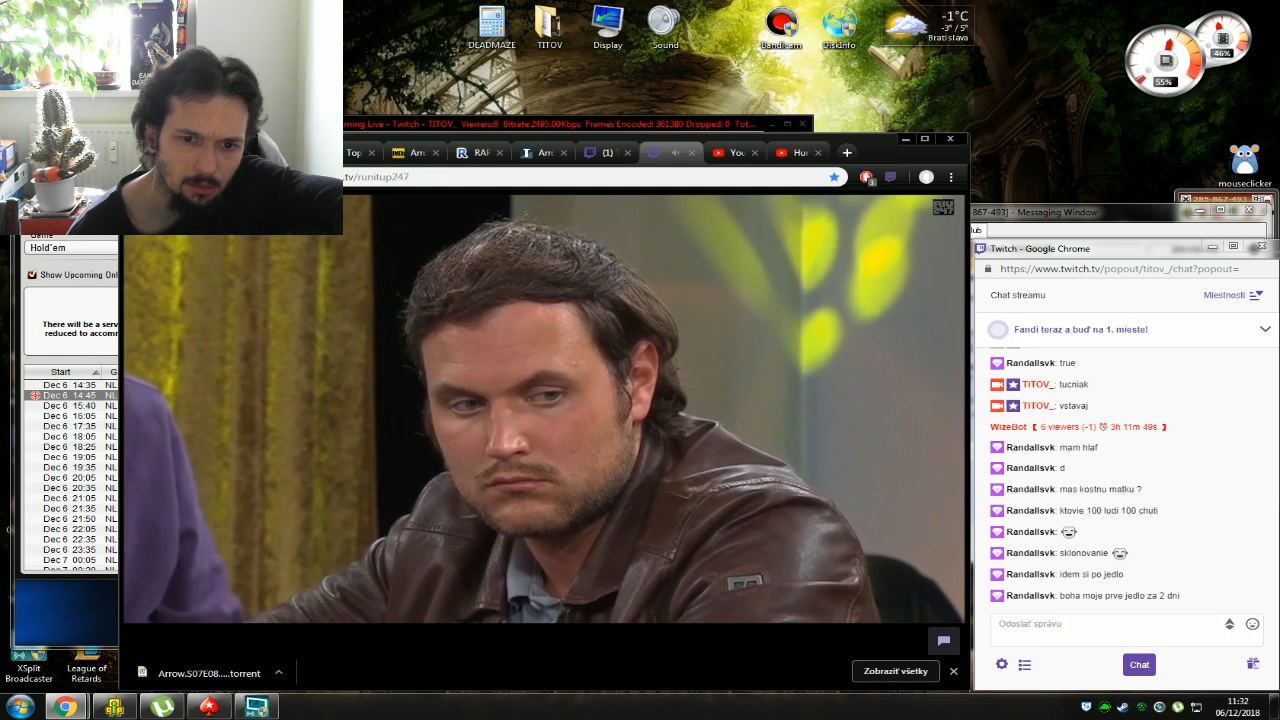 DEADMAZE
TITOV
Display
Sound
Bandicam
DiskInfo
-1°C
-3° / 5°
Bratislava
55%
46%
mouseclicker
ming Live - Twitch - TITOV_ Viewers:8 Bitrate:2495.00Kbps Frames Encoded: 361380 Dropped: 0 Tot...
Top
Arro
RAF
Arro
(1)
You
Hur
.tv/runitup247
3
285-867-493]
867-493] - Messaging Window
lub
Hold'em
Show Upcoming Onl
There will be a serv
reduced to accomm
Start
Dec 6 14:35 NL
Dec 6 14:45 NL
Dec 6 15:40 NL
Dec 6 16:05 NL
Dec 6 17:35 NL
Dec 6 18:05 NL
Dec 6 18:25 NL
Dec 6 19:05 NL
Dec 6 19:35 NL
Dec 6 20:05 NL
Dec 6 20:35 NL
Dec 6 21:05 NL
Dec 6 21:35 NL
Dec 6 21:50 NL
Dec 6 22:05 NL
Dec 6 22:35 NL
Dec 6 23:35 NL
Dec 7 00:05 NL
Twitch - Google Chrome
https://www.twitch.tv/popout/titov_/chat?popout=
Chat streamu
Miestnosti
Fandi teraz a buď na 1. mieste!
Randallsvk: true
TITOV_: tucniak
TITOV_: vstavaj
WizeBot 【 6 viewers (-1) ⏰ 3h 11m 49s 】
Randallsvk: mam hlaf
Randallsvk: d
Randallsvk: mas kostnu matku ?
Randallsvk: ktovie 100 ludi 100 chuti
Randallsvk:
Randallsvk: sklonovanie
Randallsvk: idem si po jedlo
Randallsvk: boha moje prve jedlo za 2 dni
Odoslať správu
Chat
Arrow.S07E08.....torrent
Zobraziť všetky
XSplit
Broadcaster
League of
Retards
11:32
06/12/2018